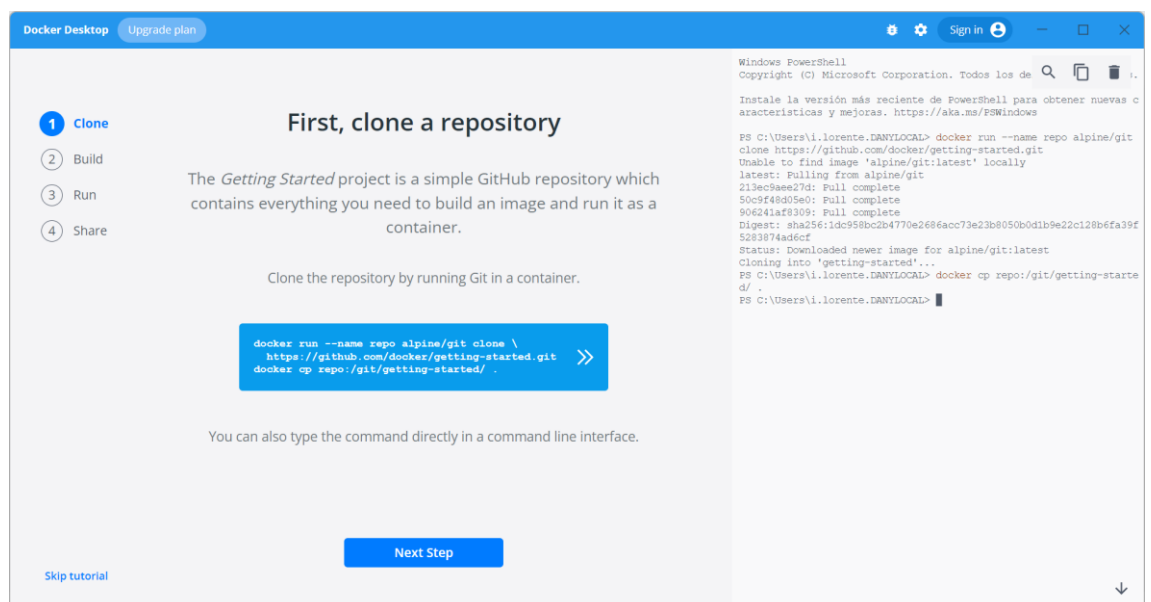 Docker Desktop Upgrade plan Sign in
1 Clone
2 Build
3 Run
4 Share
First, clone a repository
The Getting Started project is a simple GitHub repository which
contains everything you need to build an image and run it as a
container.
Clone the repository by running Git in a container.
docker run --name repo alpine/git clone \
https://github.com/docker/getting-started.git
docker cp repo:/git/getting-started/ .
You can also type the command directly in a command line interface.
Next Step
Skip tutorial
Windows PowerShell
Copyright (C) Microsoft Corporation. Todos los de
Instale la versión más reciente de PowerShell para obtener nuevas c
aracterísticas y mejoras. https://aka.ms/PSWindows
PS C:\Users\i.lorente.DANYLOCAL> docker run --name repo alpine/git
clone https://github.com/docker/getting-started.git
Unable to find image 'alpine/git:latest' locally
latest: Pulling from alpine/git
213ec9aee27d: Pull complete
50c9f48d05e0: Pull complete
906241af8309: Pull complete
Digest: sha256:1dc958bc2b4770e2686acc73e23b8050b0d1b9e22c128b6fa39f
5283874ad6cf
Status: Downloaded newer image for alpine/git:latest
Cloning into 'getting-started'...
PS C:\Users\i.lorente.DANYLOCAL> docker cp repo:/git/getting-starte
d/ .
PS C:\Users\i.lorente.DANYLOCAL>